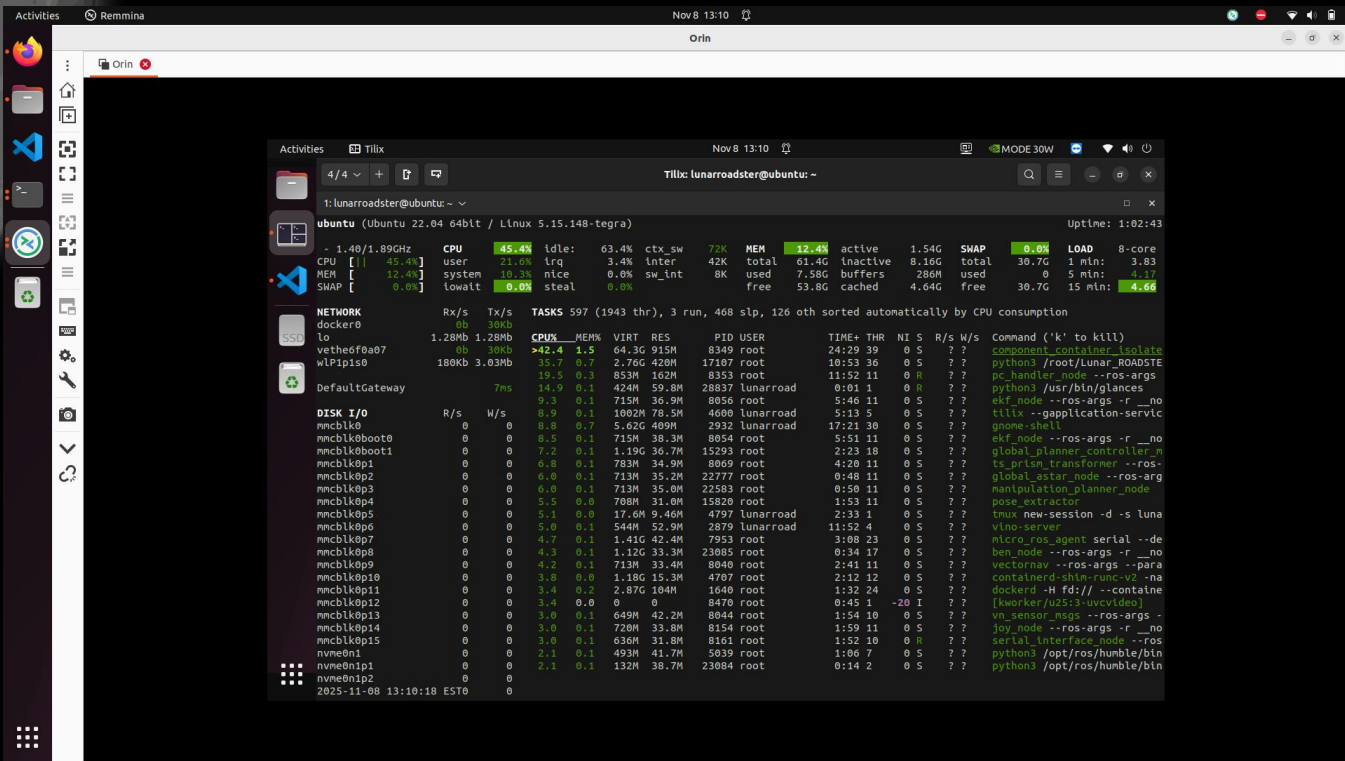 Activities Remmina Nov 8 13:10
Orin
Orin
Activities Tilix Nov 8 13:10 MODE 30W
4/4 Tilix: lunarroadster@ubuntu: ~
1: lunarroadster@ubuntu: ~
ubuntu (Ubuntu 22.04 64bit / Linux 5.15.148-tegra) Uptime: 1:02:43
- 1.40/1.89GHz CPU 45.4% idle: 63.4% ctx_sw 72K MEM 12.4% active 1.54G SWAP 0.0% LOAD 8-core
CPU [|| 45.4%] user 21.6% irq 3.4% inter 42K total 61.4G inactive 8.16G total 30.7G 1 min: 3.83
MEM [ 12.4%] system 10.3% nice 0.0% sw_int 8K used 7.58G buffers 286M used 0 5 min: 4.17
SWAP [ 0.0%] iowait 0.0% steal 0.0% free 53.8G cached 4.64G free 30.7G 15 min: 4.66
NETWORK Rx/s Tx/s TASKS 597 (1943 thr), 3 run, 468 slp, 126 oth sorted automatically by CPU consumption
docker0 0b 30Kb
lo 1.28Mb 1.28Mb CPU% MEM% VIRT RES PID USER TIME+ THR NI S R/s W/s Command ('k' to kill)
vethe6f0a07 0b 30Kb >42.4 1.5 64.3G 915M 8349 root 24:29 39 0 S ? ? component_container_isolate
wlP1p1s0 180Kb 3.03Mb 35.7 0.7 2.76G 420M 17107 root 10:53 36 0 S ? ? python3 /root/Lunar_ROADSTE
19.5 0.3 853M 162M 8353 root 11:52 11 0 R ? ? pc_handler_node --ros-args
DefaultGateway 7ms 14.9 0.1 424M 59.8M 28837 lunarroad 0:01 1 0 R ? ? python3 /usr/bin/glances
9.3 0.1 715M 36.9M 8056 root 5:46 11 0 S ? ? ekf_node --ros-args -r __no
DISK I/O R/s W/s 8.9 0.1 1002M 78.5M 4600 lunarroad 5:13 5 0 S ? ? tilix --gapplication-servic
mmcblk0 0 0 8.8 0.7 5.62G 409M 2932 lunarroad 17:21 30 0 S ? ? gnome-shell
mmcblk0boot0 0 0 8.5 0.1 715M 38.3M 8054 root 5:51 11 0 S ? ? ekf_node --ros-args -r __no
mmcblk0boot1 0 0 7.2 0.1 1.19G 36.7M 15293 root 2:23 18 0 S ? ? global_planner_controller_m
mmcblk0p1 0 0 6.8 0.1 783M 34.9M 8069 root 4:20 11 0 S ? ? ts_prism_transformer --ros-
mmcblk0p2 0 0 6.0 0.1 713M 35.2M 22777 root 0:48 11 0 S ? ? global_astar_node --ros-arg
mmcblk0p3 0 0 6.0 0.1 713M 35.0M 22583 root 0:50 11 0 S ? ? manipulation_planner_node
mmcblk0p4 0 0 5.5 0.0 708M 31.0M 15820 root 1:53 11 0 S ? ? pose_extractor
mmcblk0p5 0 0 5.1 0.0 17.6M 9.46M 4797 lunarroad 2:33 1 0 S ? ? tmux new-session -d -s luna
mmcblk0p6 0 0 5.0 0.1 544M 52.9M 2879 lunarroad 11:52 4 0 S ? ? vino-server
mmcblk0p7 0 0 4.7 0.1 1.41G 42.4M 7953 root 3:08 23 0 S ? ? micro_ros_agent serial --de
mmcblk0p8 0 0 4.3 0.1 1.12G 33.3M 23085 root 0:34 17 0 S ? ? ben_node --ros-args -r __no
mmcblk0p9 0 0 4.2 0.1 713M 33.4M 8040 root 2:41 11 0 S ? ? vectornav --ros-args --para
mmcblk0p10 0 0 3.8 0.0 1.18G 15.3M 4707 root 2:12 12 0 S ? ? containerd-shim-runc-v2 -na
mmcblk0p11 0 0 3.4 0.2 2.87G 104M 1640 root 1:32 24 0 S ? ? dockerd -H fd:// --containe
mmcblk0p12 0 0 3.4 0.0 0 0 8470 root 0:45 1 -20 I ? ? [kworker/u25:3-uvcvideo]
mmcblk0p13 0 0 3.0 0.1 649M 42.2M 8044 root 1:54 10 0 S ? ? vn_sensor_msgs --ros-args -
mmcblk0p14 0 0 3.0 0.1 720M 33.8M 8154 root 1:59 11 0 S ? ? joy_node --ros-args -r __no
mmcblk0p15 0 0 3.0 0.1 636M 31.8M 8161 root 1:52 10 0 R ? ? serial_interface_node --ros
nvme0n1 0 0 2.1 0.1 493M 41.7M 5039 root 1:06 7 0 S ? ? python3 /opt/ros/humble/bin
nvme0n1p1 0 0 2.1 0.1 132M 38.7M 23084 root 0:14 2 0 S ? ? python3 /opt/ros/humble/bin
nvme0n1p2 0 0
2025-11-08 13:10:18 EST0 0
SSD